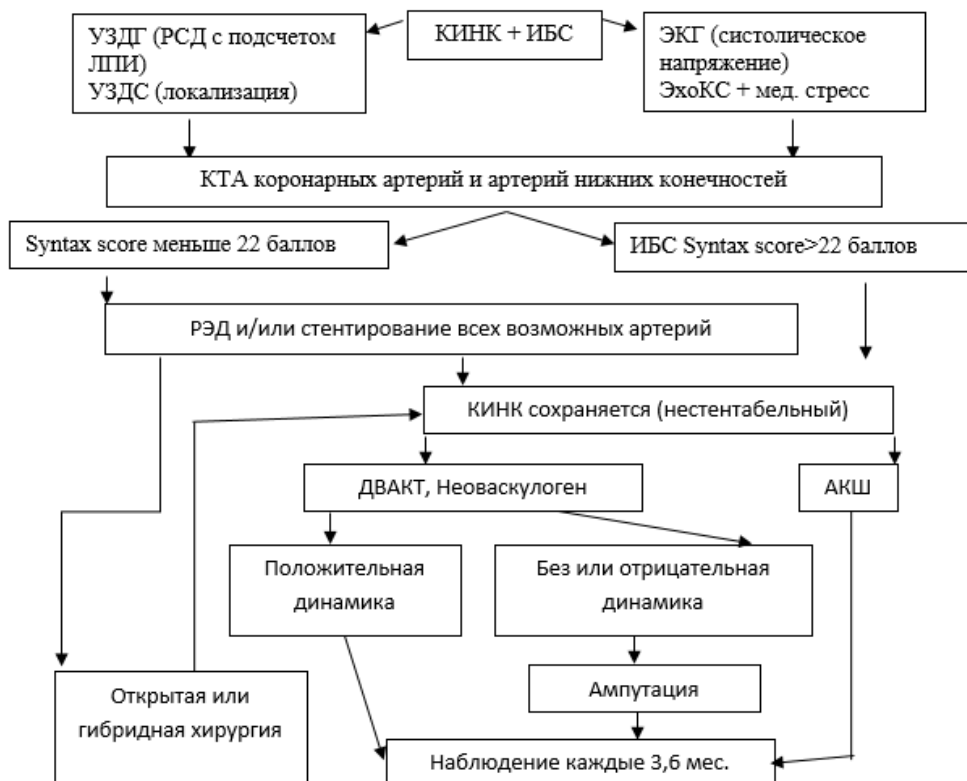 УЗДГ (РСД с подсчетом
ЛПИ)
УЗДС (локализация)
КИНК + ИБС
ЭКГ (систолическое
напряжение)
ЭхоКС + мед. стресс
КТА коронарных артерий и артерий нижних конечностей
Syntax score меньше 22 баллов
ИБС Syntax score>22 баллов
РЭД и/или стентирование всех возможных артерий
КИНК сохраняется (нестентабельный)
ДВАКТ, Неоваскулоген
АКШ
Положительная
динамика
Без или отрицательная
динамика
Открытая или
гибридная хирургия
Ампутация
Наблюдение каждые 3,6 мес.